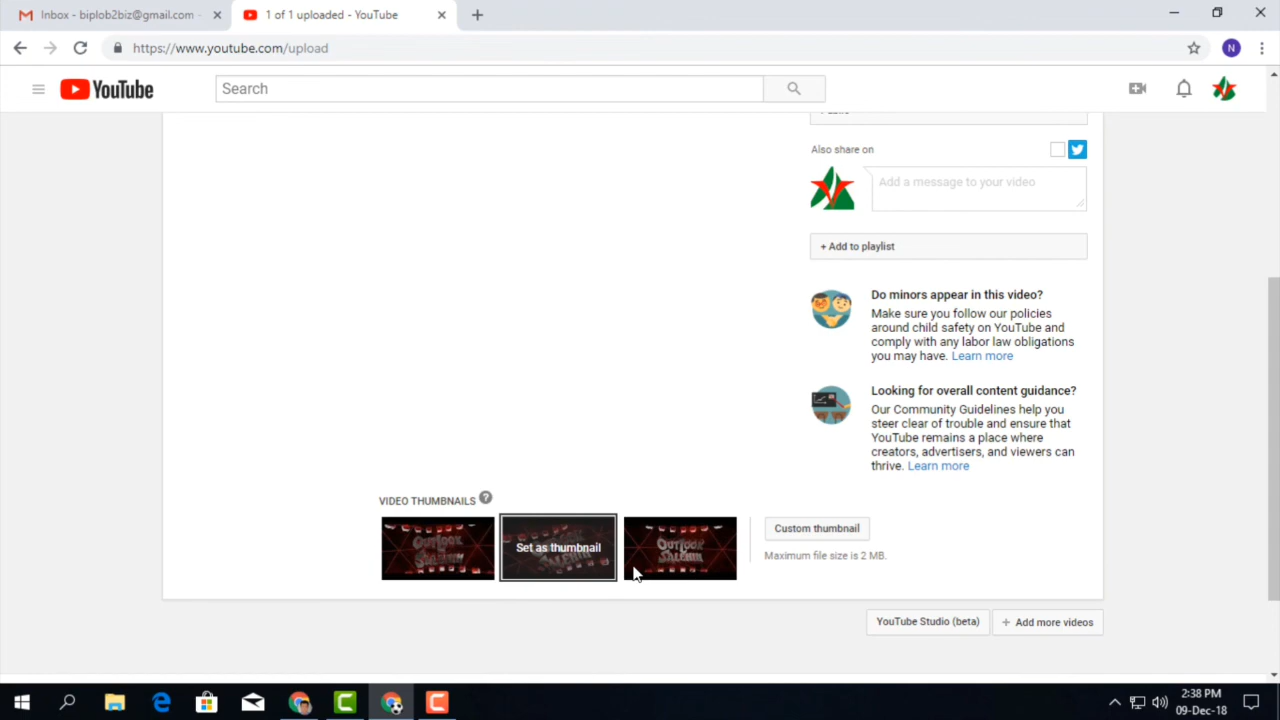 Inbox - biplob2biz@gmail.com -
1 of 1 uploaded - YouTube
https://www.youtube.com/upload
N
YouTube
Search
Also share on
Add a message to your video
+ Add to playlist
Do minors appear in this video?
Make sure you follow our policies
around child safety on YouTube and
comply with any labor law obligations
you may have. Learn more
Looking for overall content guidance?
Our Community Guidelines help you
steer clear of trouble and ensure that
YouTube remains a place where
creators, advertisers, and viewers can
thrive. Learn more
VIDEO THUMBNAILS ?
Set as thumbnail
OUTLOOK
SALEHIN
Custom thumbnail
Maximum file size is 2 MB.
YouTube Studio (beta)
+ Add more videos
2:38 PM
09-Dec-18